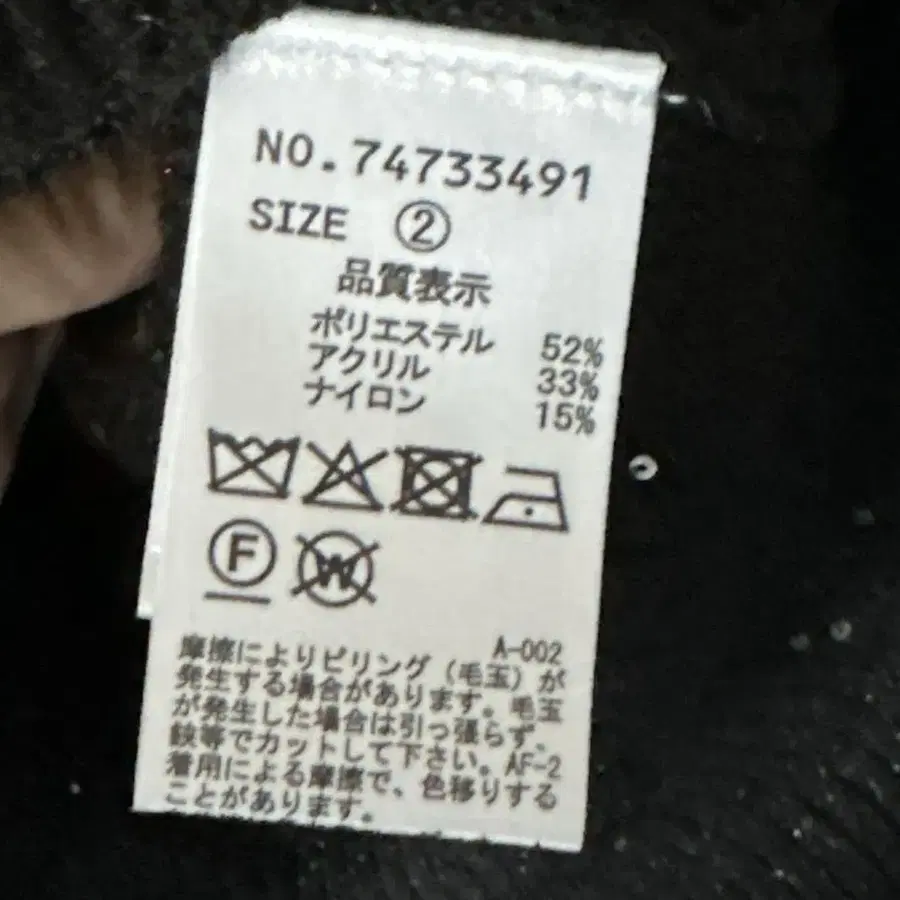 NO.74733491
SIZE ②
品質表示
ポリエステル 52%
アクリル 33%
ナイロン 15%
F W
A-002
摩擦によりピリング（毛玉）が
発生する場合があります。毛玉
が発生した場合は引っ張らず、
鋏等でカットして下さい。AF-2
着用による摩擦で、色移りする
ことがあります。